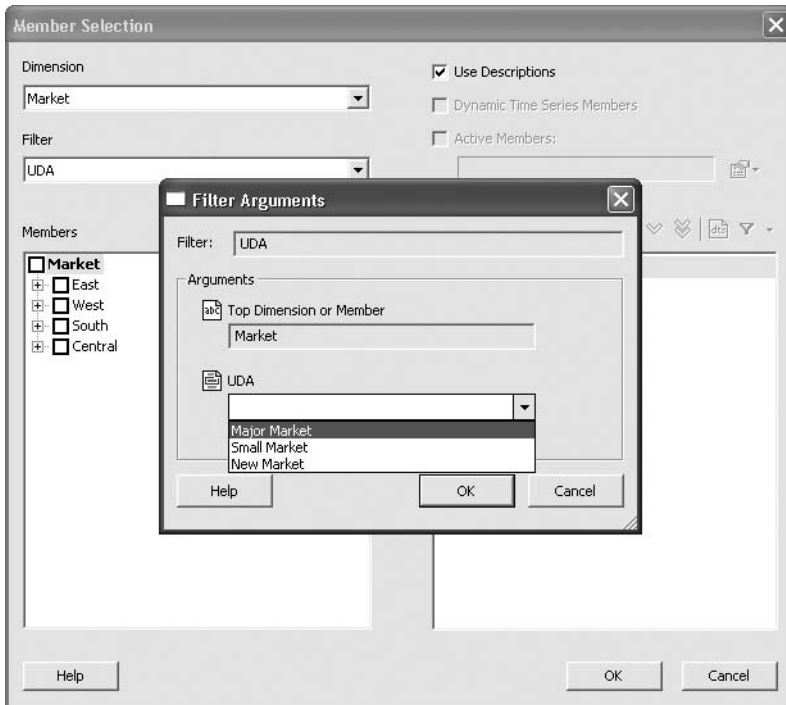 Member Selection
Dimension
Market
Use Descriptions
Dynamic Time Series Members
Filter
Active Members:
UDA
Filter Arguments
Members
Filter: UDA
Market
East
West
South
Central
Arguments
abc Top Dimension or Member
Market
UDA
Major Market
Small Market
New Market
Help OK Cancel
Help OK Cancel